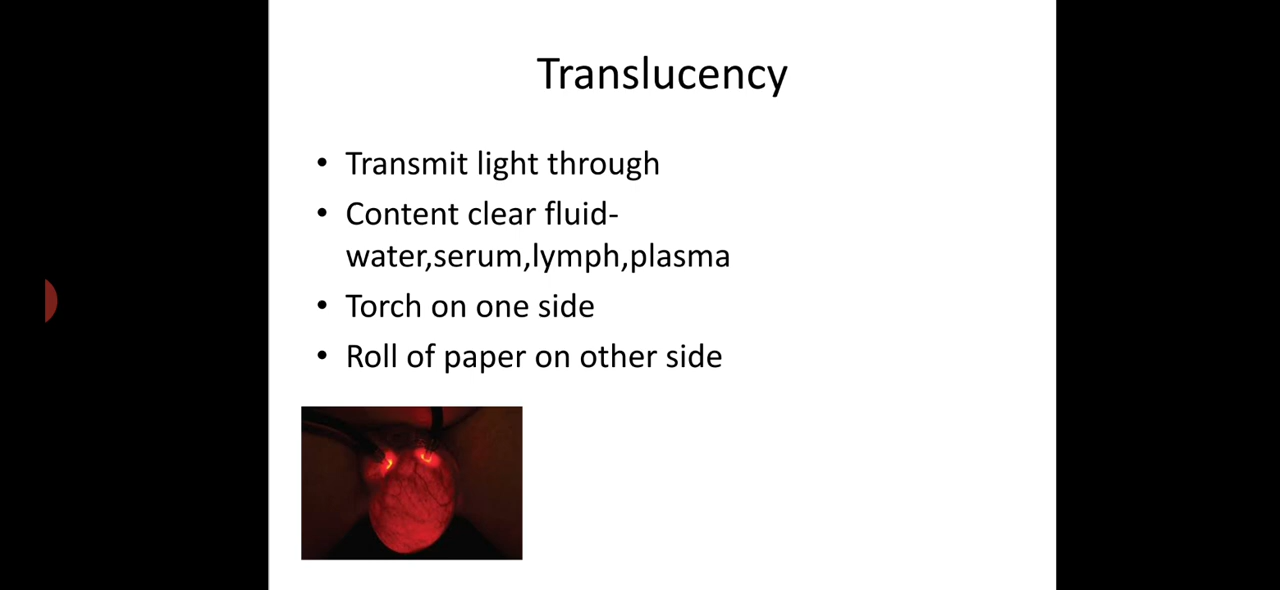 Translucency
• Transmit light through
• Content clear fluid-
water,serum,lymph,plasma
• Torch on one side
• Roll of paper on other side